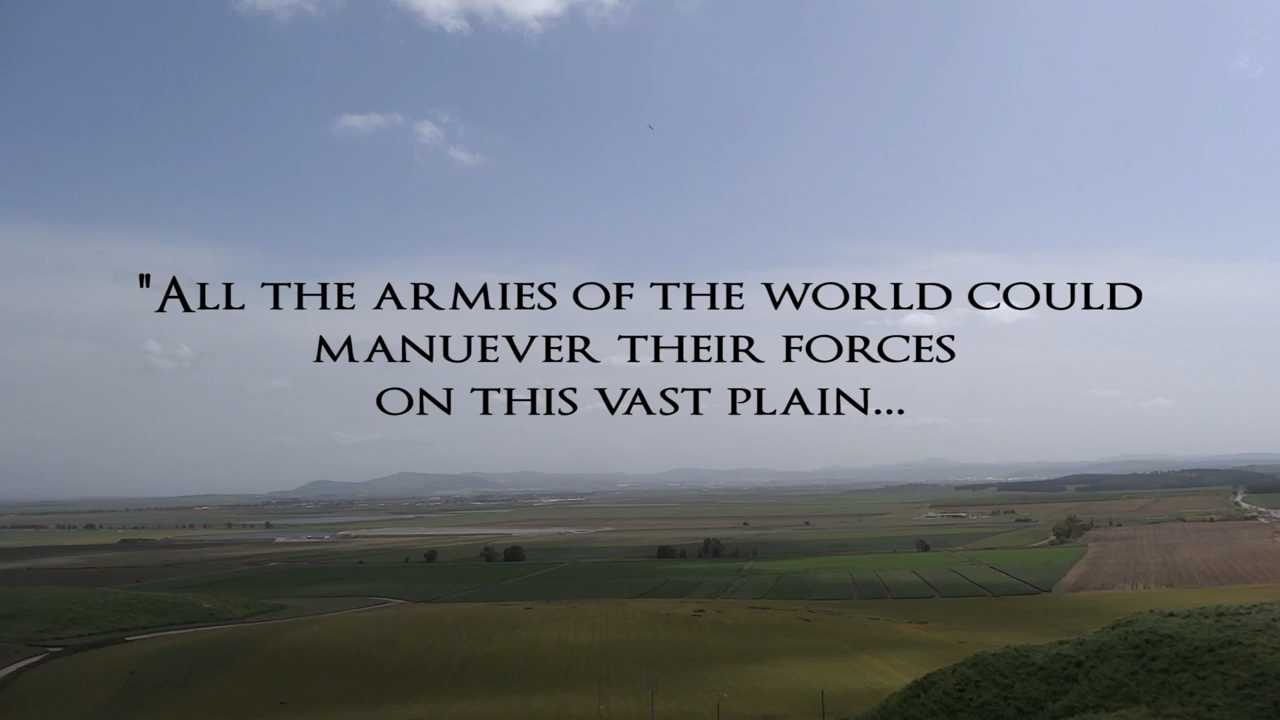 "All the armies of the world could
manuever their forces
on this vast plain...